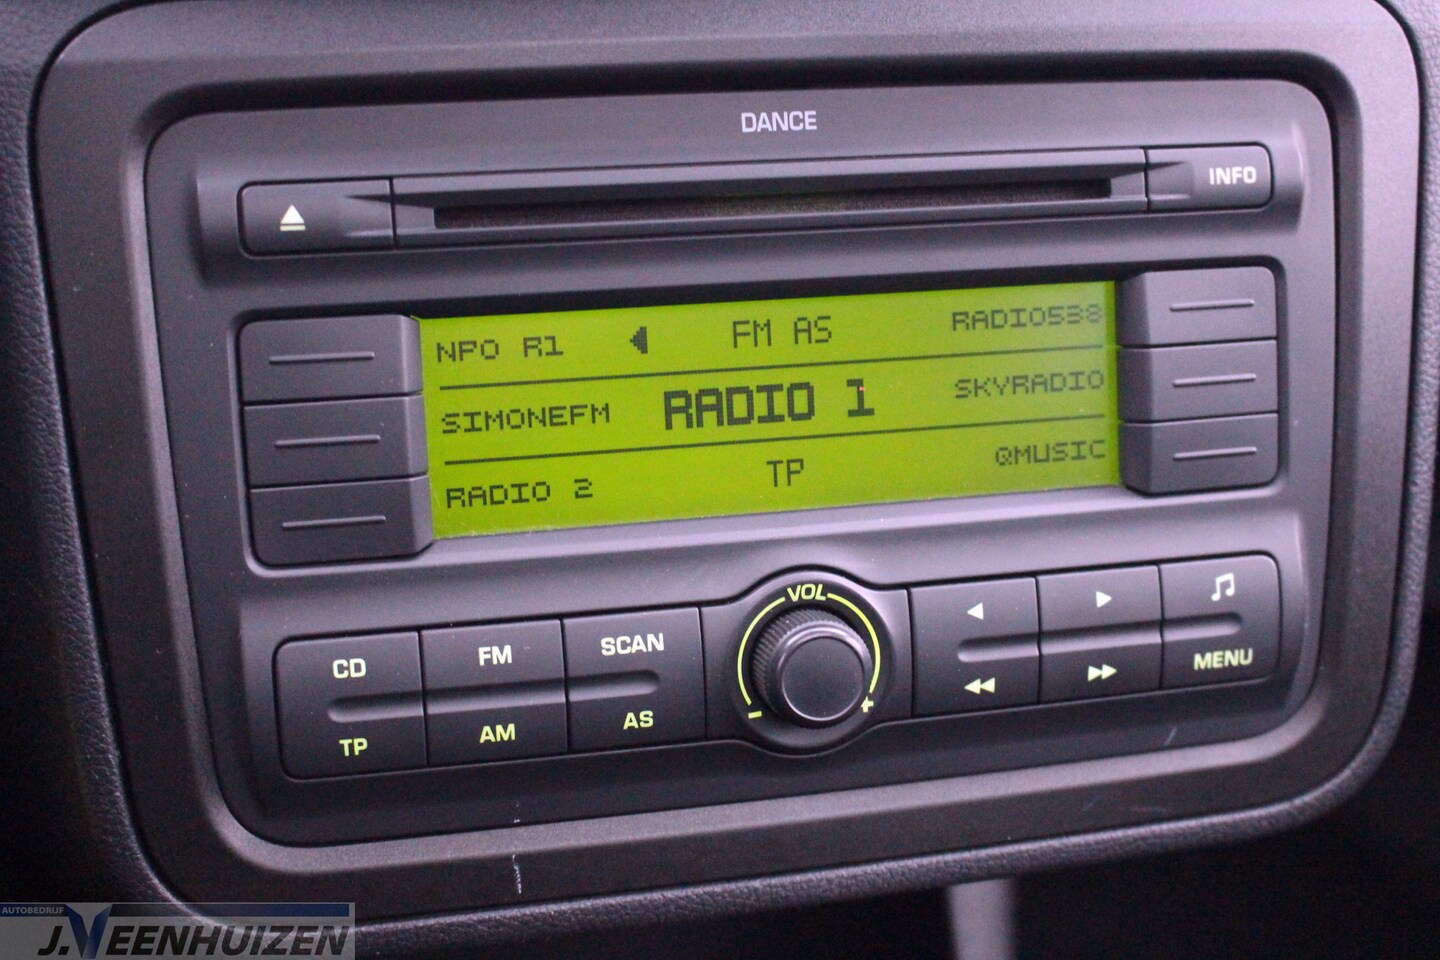 DANCE
INFO
NPO R1 FM AS RADIO538
SIMONEFM RADIO 1 SKYRADIO
RADIO 2 TP QMUSIC
VOL
- +
CD FM SCAN
TP AM AS
MENU
AUTOBEDRIJF
J. VEENHUIZEN